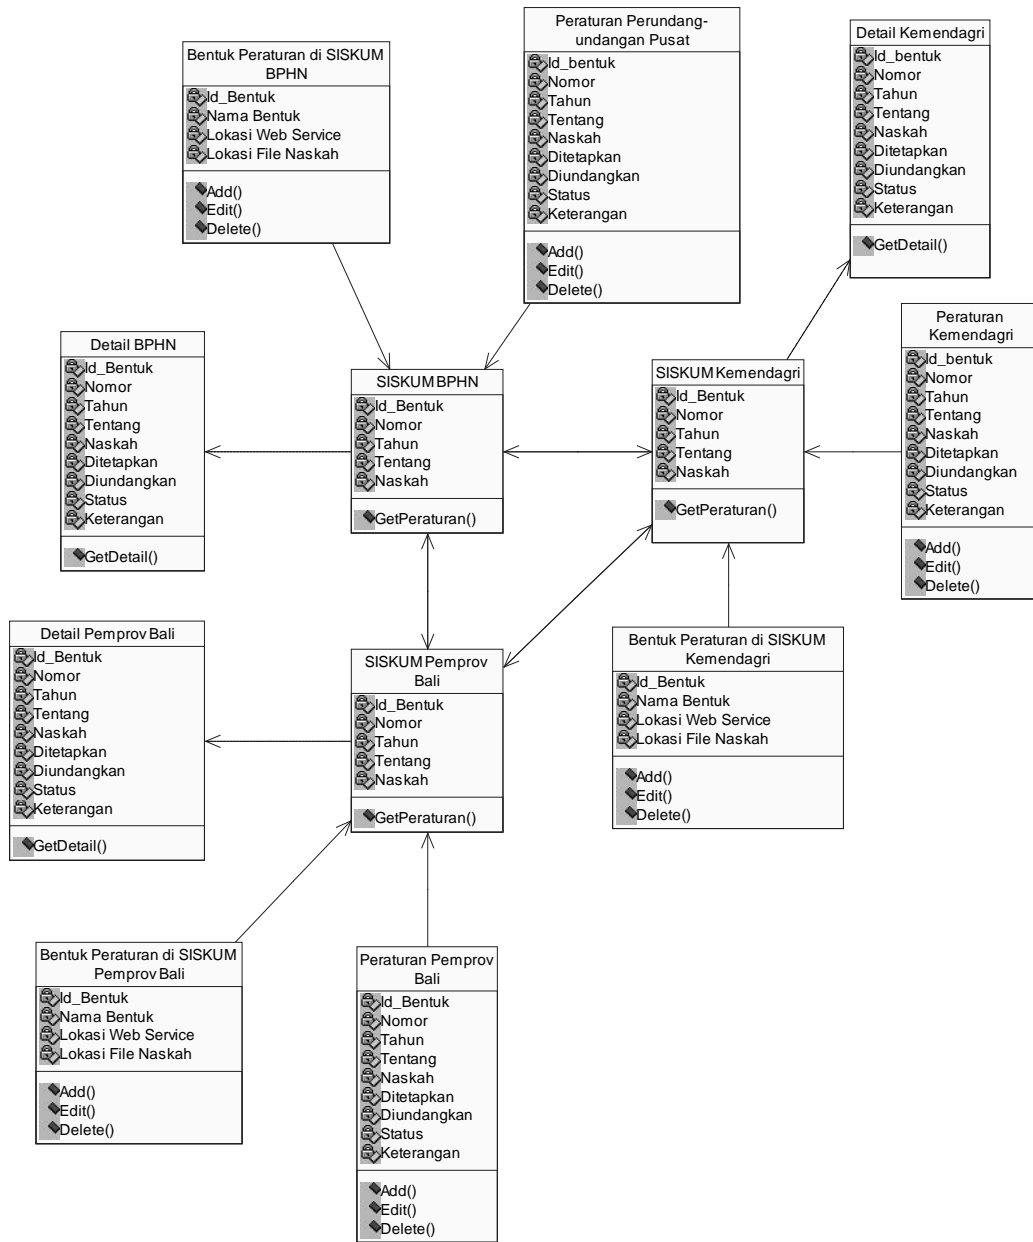 Bentuk Peraturan di SISKUM
BPHN
Id_Bentuk
Nama Bentuk
Lokasi Web Service
Lokasi File Naskah
Add()
Edit()
Delete()
Peraturan Perundang-
undangan Pusat
Id_bentuk
Nomor
Tahun
Tentang
Naskah
Ditetapkan
Diundangkan
Status
Keterangan
Add()
Edit()
Delete()
Detail Kemendagri
Id_bentuk
Nomor
Tahun
Tentang
Naskah
Ditetapkan
Diundangkan
Status
Keterangan
GetDetail()
Detail BPHN
Id_Bentuk
Nomor
Tahun
Tentang
Naskah
Ditetapkan
Diundangkan
Status
Keterangan
GetDetail()
SISKUM BPHN
Id_Bentuk
Nomor
Tahun
Tentang
Naskah
GetPeraturan()
SISKUM Kemendagri
Id_Bentuk
Nomor
Tahun
Tentang
Naskah
GetPeraturan()
Peraturan
Kemendagri
Id_bentuk
Nomor
Tahun
Tentang
Naskah
Ditetapkan
Diundangkan
Status
Keterangan
Add()
Edit()
Delete()
Detail Pemprov Bali
Id_Bentuk
Nomor
Tahun
Tentang
Naskah
Ditetapkan
Diundangkan
Status
Keterangan
GetDetail()
SISKUM Pemprov
Bali
Id_Bentuk
Nomor
Tahun
Tentang
Naskah
GetPeraturan()
Bentuk Peraturan di SISKUM
Kemendagri
Id_Bentuk
Nama Bentuk
Lokasi Web Service
Lokasi File Naskah
Add()
Edit()
Delete()
Bentuk Peraturan di SISKUM
Pemprov Bali
Id_Bentuk
Nama Bentuk
Lokasi Web Service
Lokasi File Naskah
Add()
Edit()
Delete()
Peraturan Pemprov
Bali
Id_Bentuk
Nomor
Tahun
Tentang
Naskah
Ditetapkan
Diundangkan
Status
Keterangan
Add()
Edit()
Delete()